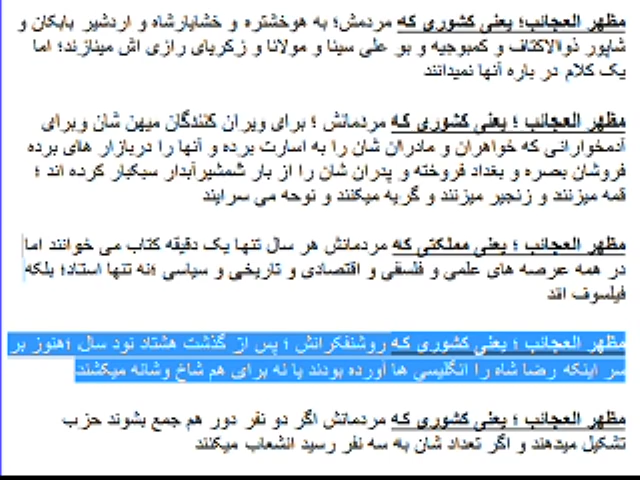 مظهر العجائب؛ یعنی کشوری که مردمش؛ به هوخشتره و خشایارشاه و اردشیر بابکان و
شاپور ذوالاکتاف و کمبوجیه و بو علی سینا و مولانا و زکریای رازی اش مینازند؛ اما
یک کلام در باره آنها نمیدانند
مظهر العجائب ؛ یعنی کشوری که مردمانش ؛ برای ویران کنندگان میهن شان وبرای
آدمخوارانی که خواهران و مادران شان را به اسارت برده و آنها را دربازار های برده
فروشان بصره و بغداد فروخته و پدران شان را از بار شمشیرآبدار سبکبار کرده اند ؛
قمه میزنند و زنجیر میزنند و گریه میکنند و نوحه می سرایند
مظهر العجائب ؛ یعنی مملکتی که مردمانش هر سال تنها یک دقیقه کتاب می خوانند اما
در همه عرصه های علمی و فلسفی و اقتصادی و تاریخی و سیاسی ؛نه تنها استاد؛ بلکه
فیلسوف اند
مظهر العجائب ؛ یعنی کشوری که روشنفکرانش ؛ پس از گذشت هشتاد نود سال ؛هنوز بر
سر اینکه رضا شاه را انگلیسی ها آورده بودند یا نه برای هم شاخ وشانه میکشند
مظهر العجائب ؛ یعنی کشوری که مردمانش اگر دو نفر دور هم جمع بشوند حزب
تشکیل میدهند و اگر تعداد شان به سه نفر رسید انشعاب میکنند